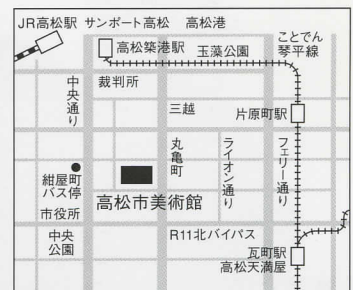 JR高松駅 サンポート高松 高松港
高松築港駅
玉藻公園
ことでん
琴平線
中央通り
裁判所
三越
片原町駅
丸亀町
ライオン通り
フェリー通り
紺屋町
バス停
高松市美術館
市役所
中央
公園
R11北バイパス
瓦町駅
高松天満屋